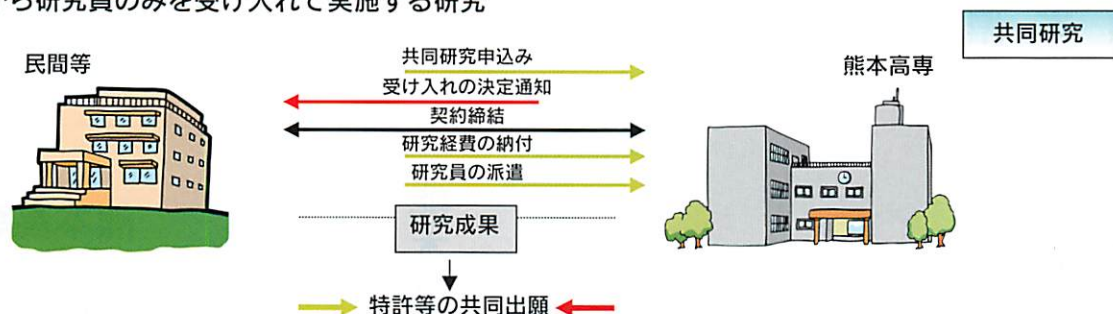 ら研究員のみを受け入れて実施する研究
共同研究
民間等
熊本高専
共同研究申込み
受け入れの決定通知
契約締結
研究経費の納付
研究員の派遣
研究成果
特許等の共同出願